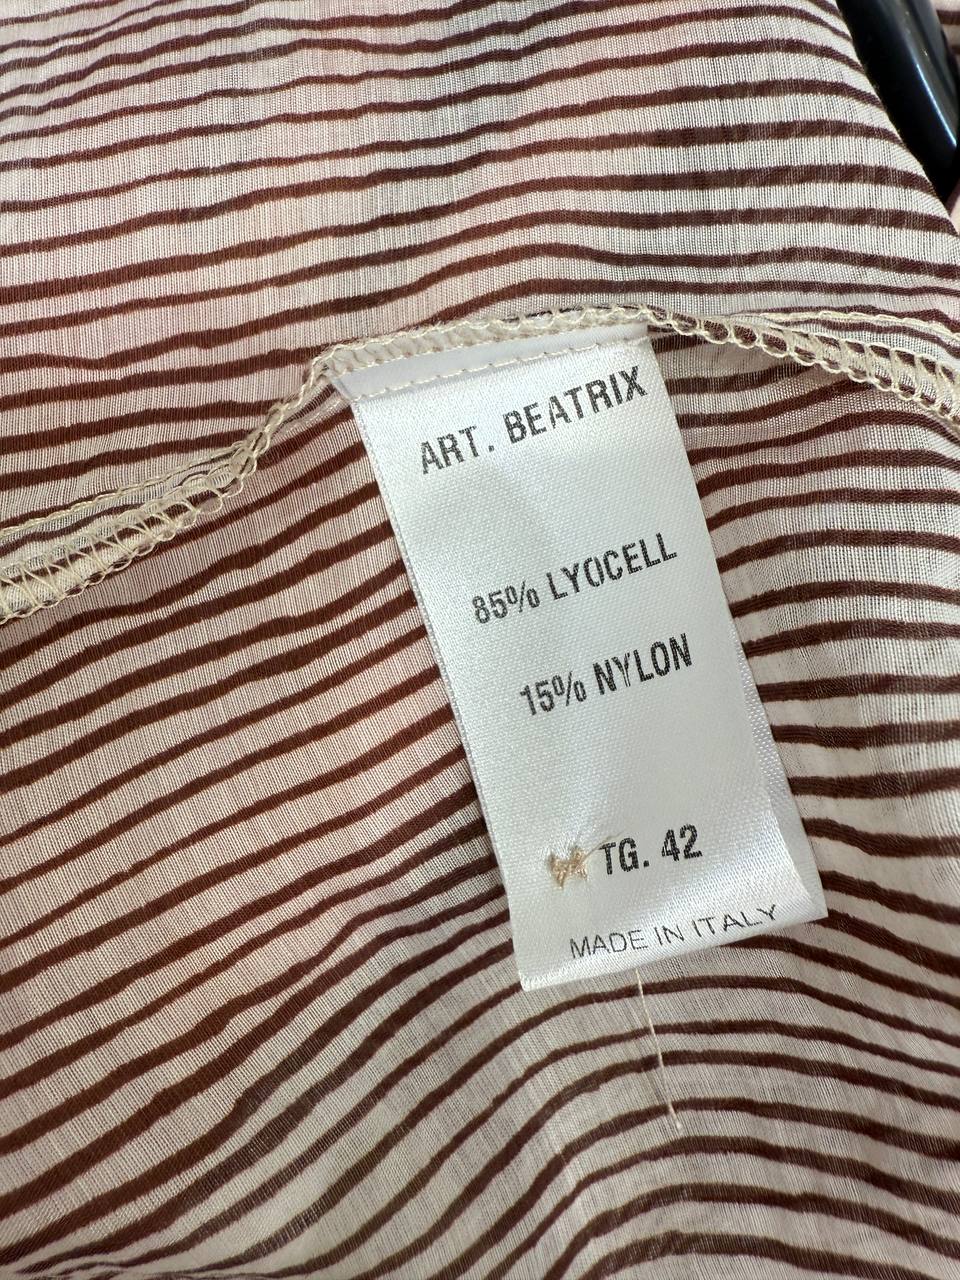 ART. BEATRIX
85% LYOCELL
15% NYLON
TG. 42
MADE IN ITALY